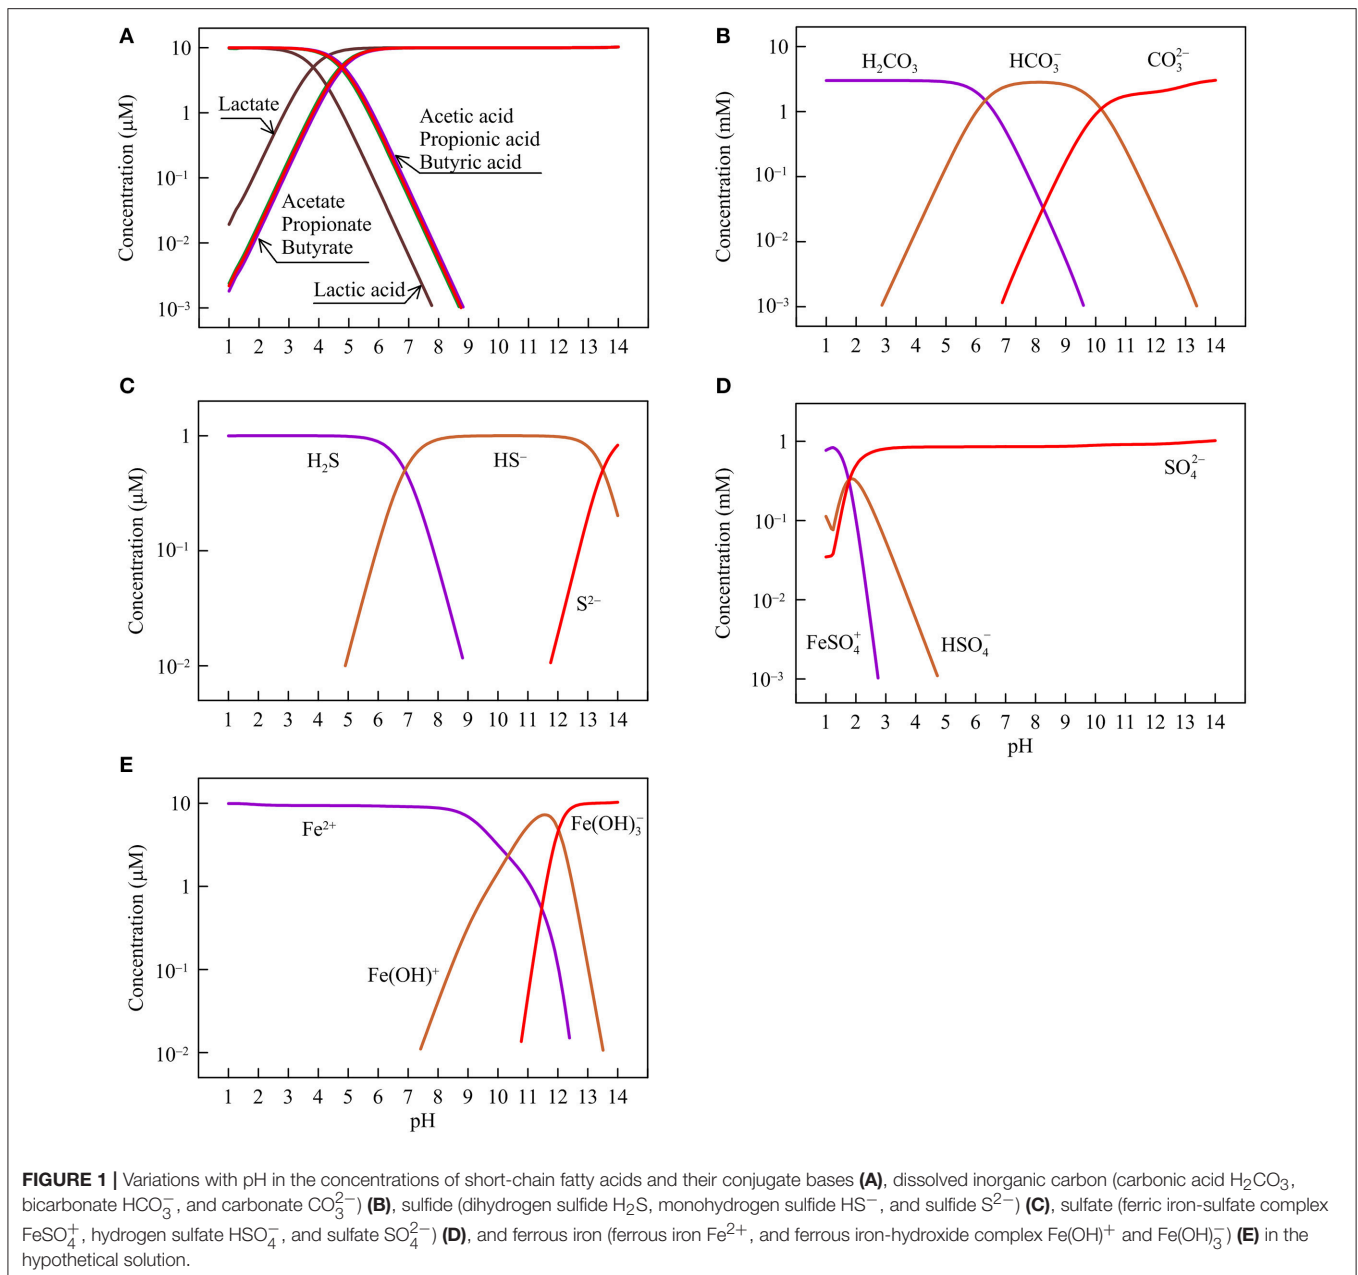 A
10
1
10⁻¹
10⁻²
10⁻³
Concentration (μM)
Lactate
Acetic acid
Propionic acid
Butyric acid
Acetate
Propionate
Butyrate
Lactic acid
1 2 3 4 5 6 7 8 9 10 11 12 13 14
B
10
1
10⁻¹
10⁻²
10⁻³
Concentration (mM)
H₂CO₃
HCO₃⁻
CO₃²⁻
1 2 3 4 5 6 7 8 9 10 11 12 13 14
C
1
10⁻¹
10⁻²
Concentration (μM)
H₂S
HS⁻
S²⁻
1 2 3 4 5 6 7 8 9 10 11 12 13 14
D
1
10⁻¹
10⁻²
10⁻³
Concentration (mM)
SO₄²⁻
FeSO₄⁺
HSO₄⁻
1 2 3 4 5 6 7 8 9 10 11 12 13 14
pH
E
10
1
10⁻¹
10⁻²
Concentration (μM)
Fe²⁺
Fe(OH)₃⁻
Fe(OH)⁺
1 2 3 4 5 6 7 8 9 10 11 12 13 14
pH
FIGURE 1 | Variations with pH in the concentrations of short-chain fatty acids and their conjugate bases (A), dissolved inorganic carbon (carbonic acid H₂CO₃,
bicarbonate HCO₃⁻, and carbonate CO₃²⁻) (B), sulfide (dihydrogen sulfide H₂S, monohydrogen sulfide HS⁻, and sulfide S²⁻) (C), sulfate (ferric iron-sulfate complex
FeSO₄⁺, hydrogen sulfate HSO₄⁻, and sulfate SO₄²⁻) (D), and ferrous iron (ferrous iron Fe²⁺, and ferrous iron-hydroxide complex Fe(OH)⁺ and Fe(OH)₃⁻) (E) in the
hypothetical solution.